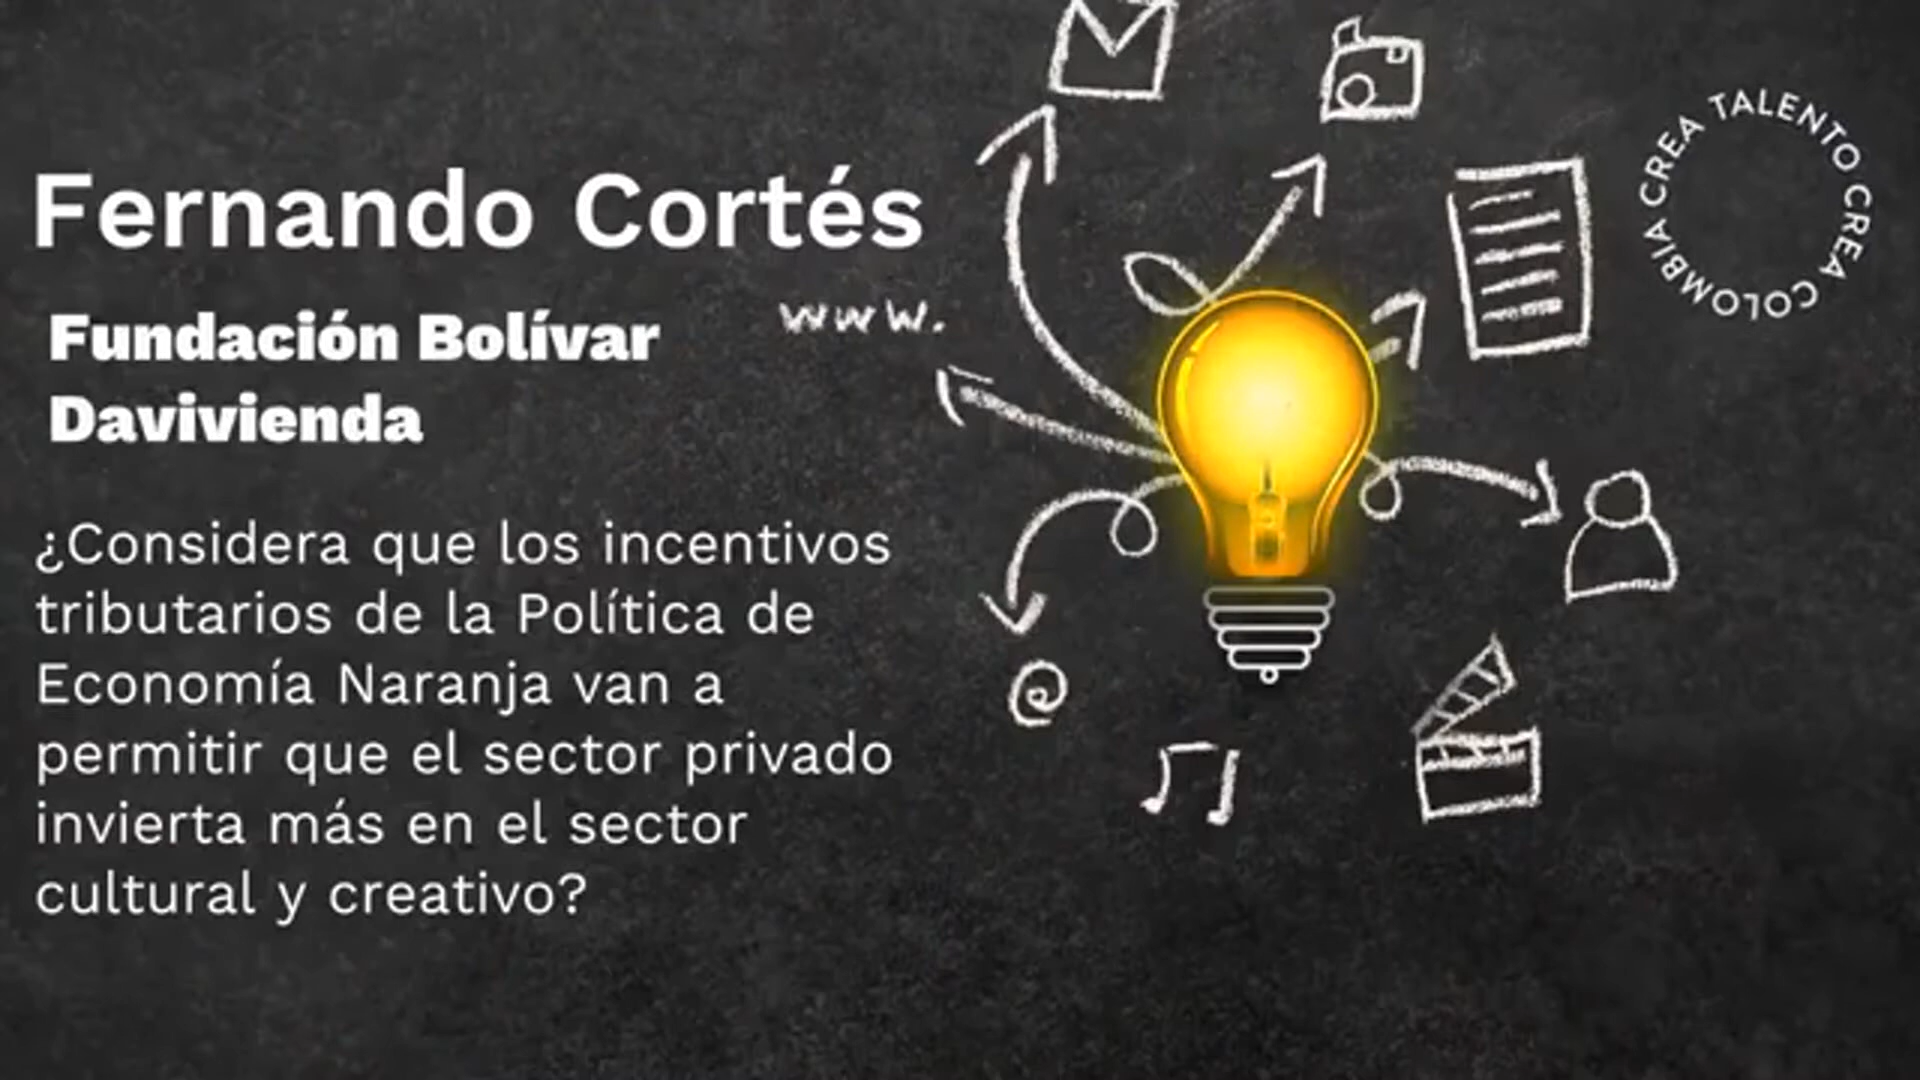 Fernando Cortés
Fundación Bolívar
Davivienda
¿Considera que los incentivos
tributarios de la Política de
Economía Naranja van a
permitir que el sector privado
invierta más en el sector
cultural y creativo?
www.
@
CREA TALENTO CREA COLOMBIA